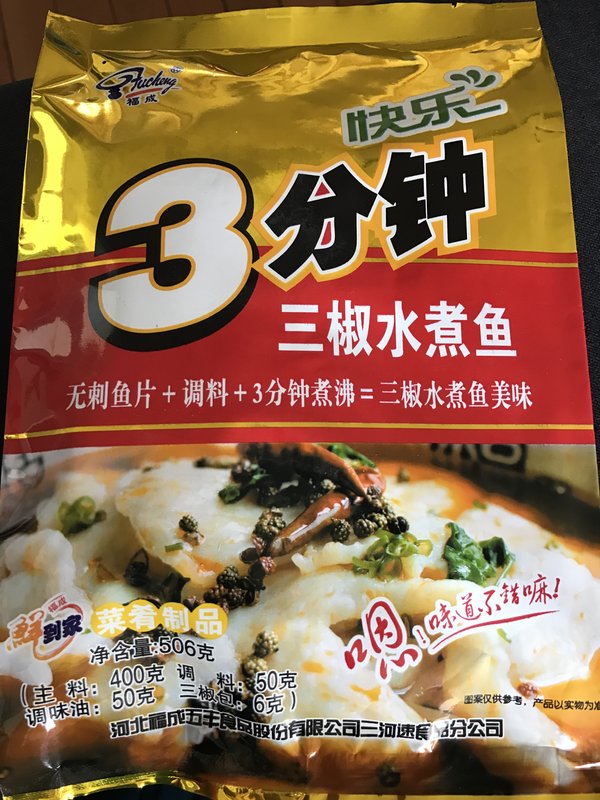 Fucheng
福成
快乐
3分钟
三椒水煮鱼
无刺鱼片+调料+3分钟煮沸=三椒水煮鱼美味
福成
鲜到家
菜肴制品
嗯!味道不错嘛!
净含量:506克
(主料:400克 调料:50克
调味油:50克 三椒包:6克)
图案仅供参考,产品以实物为准
河北福成五丰食品股份有限公司三河速食品分公司